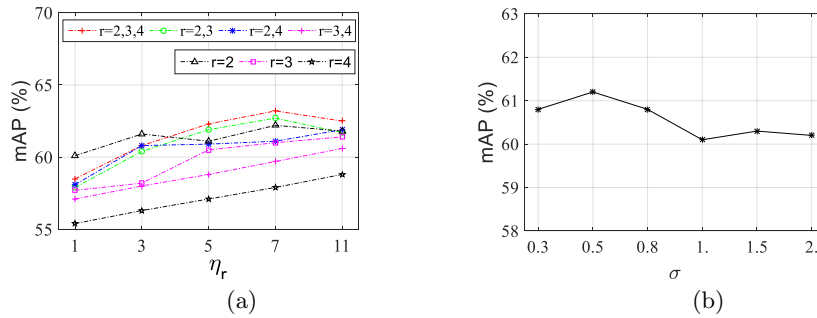 70
65
60
55
mAP (%)
r=2,3,4 r=2,3 r=2,4 r=3,4
r=2 r=3 r=4
1 3 5 7 11
ηr
(a)
63
62
61
60
59
58
mAP (%)
0.3 0.5 0.8 1. 1.5 2.
σ
(b)